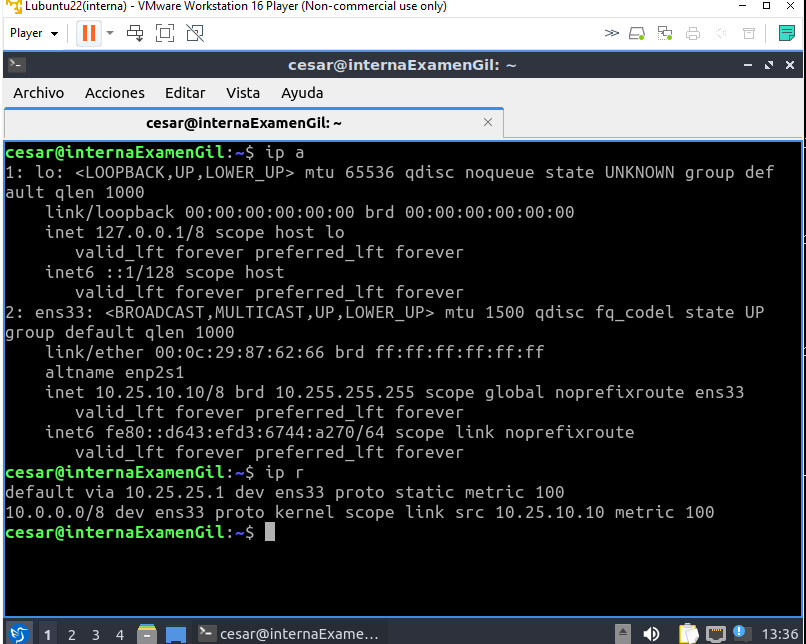 Lubuntu22(interna) - VMware Workstation 16 Player (Non-commercial use only)
Player
cesar@internaExamenGil: ~
Archivo Acciones Editar Vista Ayuda
cesar@internaExamenGil: ~
cesar@internaExamenGil:~$ ip a
1: lo: <LOOPBACK,UP,LOWER_UP> mtu 65536 qdisc noqueue state UNKNOWN group def
ault qlen 1000
link/loopback 00:00:00:00:00:00 brd 00:00:00:00:00:00
inet 127.0.0.1/8 scope host lo
valid_lft forever preferred_lft forever
inet6 ::1/128 scope host
valid_lft forever preferred_lft forever
2: ens33: <BROADCAST,MULTICAST,UP,LOWER_UP> mtu 1500 qdisc fq_codel state UP
group default qlen 1000
link/ether 00:0c:29:87:62:66 brd ff:ff:ff:ff:ff:ff
altname enp2s1
inet 10.25.10.10/8 brd 10.255.255.255 scope global noprefixroute ens33
valid_lft forever preferred_lft forever
inet6 fe80::d643:efd3:6744:a270/64 scope link noprefixroute
valid_lft forever preferred_lft forever
cesar@internaExamenGil:~$ ip r
default via 10.25.25.1 dev ens33 proto static metric 100
10.0.0.0/8 dev ens33 proto kernel scope link src 10.25.10.10 metric 100
cesar@internaExamenGil:~$
1 2 3 4 cesar@internaExame... 13:36